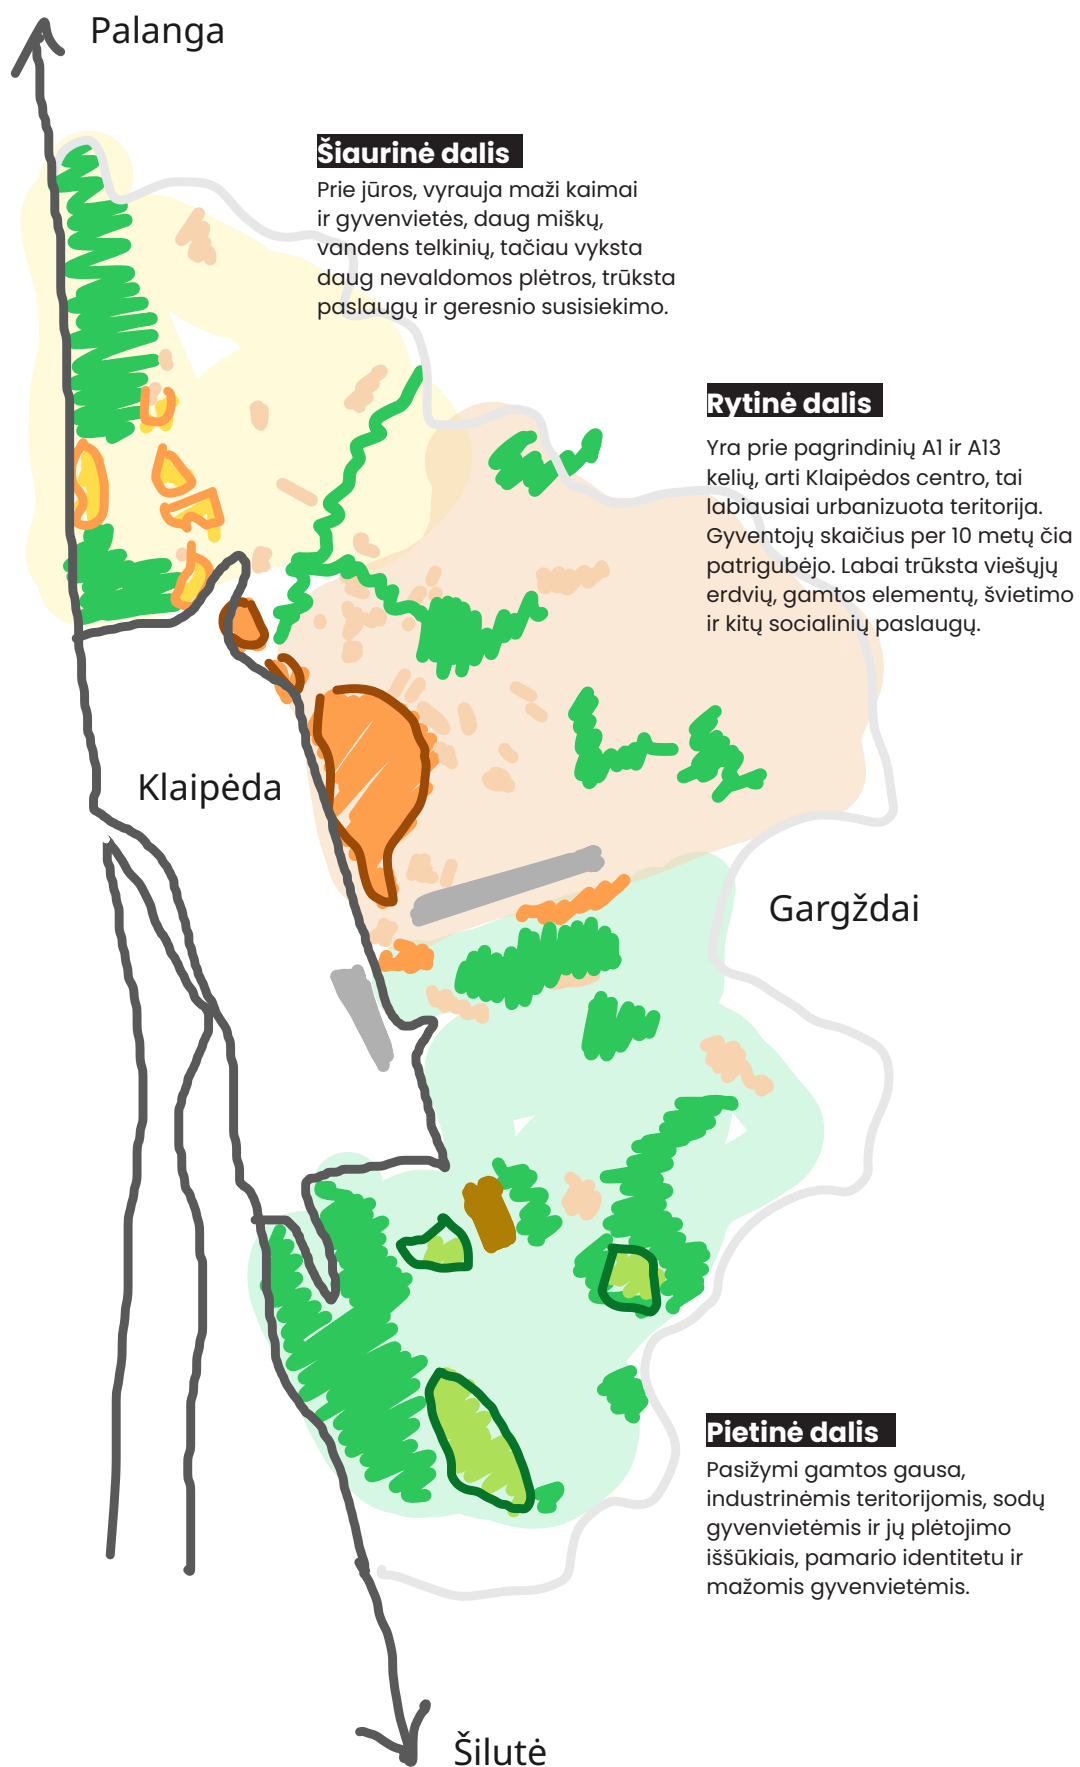 Palanga
Šiaurinė dalis
Prie jūros, vyrauja maži kaimai
ir gyvenvietės, daug miškų,
vandens telkinių, tačiau vyksta
daug nevaldomos plėtros, trūksta
paslaugų ir geresnio susisiekimo.
Rytinė dalis
Yra prie pagrindinių A1 ir A13
kelių, arti Klaipėdos centro, tai
labiausiai urbanizuota teritorija.
Gyventojų skaičius per 10 metų čia
patrigubėjo. Labai trūksta viešųjų
erdvių, gamtos elementų, švietimo
ir kitų socialinių paslaugų.
Klaipėda
Gargždai
Pietinė dalis
Pasižymi gamtos gausa,
industrinėmis teritorijomis, sodų
gyvenvietėmis ir jų plėtojimo
iššūkiais, pamario identitetu ir
mažomis gyvenvietėmis.
Šilutė